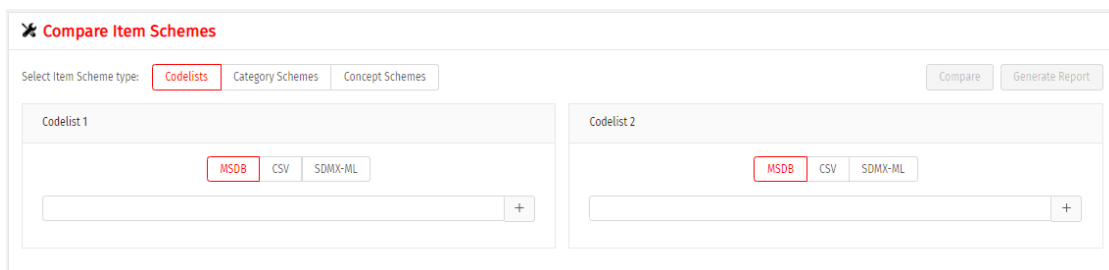 Compare Item Schemes
Select Item Scheme type: Codelists Category Schemes Concept Schemes Compare Generate Report
Codelist 1 Codelist 2
MSDB CSV SDMX-ML MSDB CSV SDMX-ML
+ +